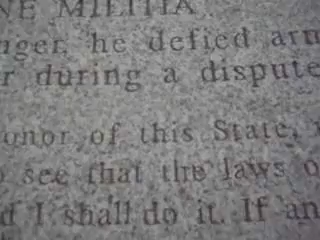 NE MILITIA
nger, he defied arm
r during a dispute
onor of this State,
o see that the laws o
d I shall do it. If an